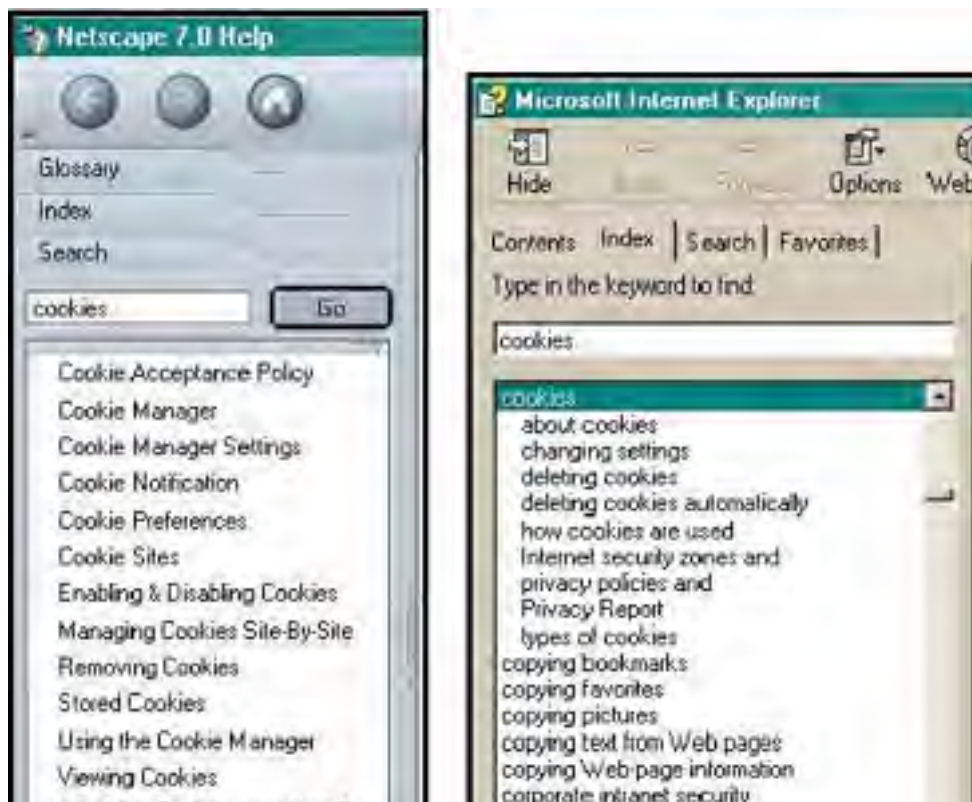 Netscape 7.0 Help
Glossary
Index
Search
cookies
Go
Cookie Acceptance Policy
Cookie Manager
Cookie Manager Settings
Cookie Notification
Cookie Preferences
Cookie Sites
Enabling & Disabling Cookies
Managing Cookies Site-By-Site
Removing Cookies
Stored Cookies
Using the Cookie Manager
Viewing Cookies
Microsoft Internet Explorer
Hide
Options
Web
Contents Index Search Favorites
Type in the keyword to find:
cookies
cookies
about cookies
changing settings
deleting cookies
deleting cookies automatically
how cookies are used
Internet security zones and
privacy policies and
Privacy Report
types of cookies
copying bookmarks
copying favorites
copying pictures
copying text from Web pages
copying Web-page information
corporate intranet security